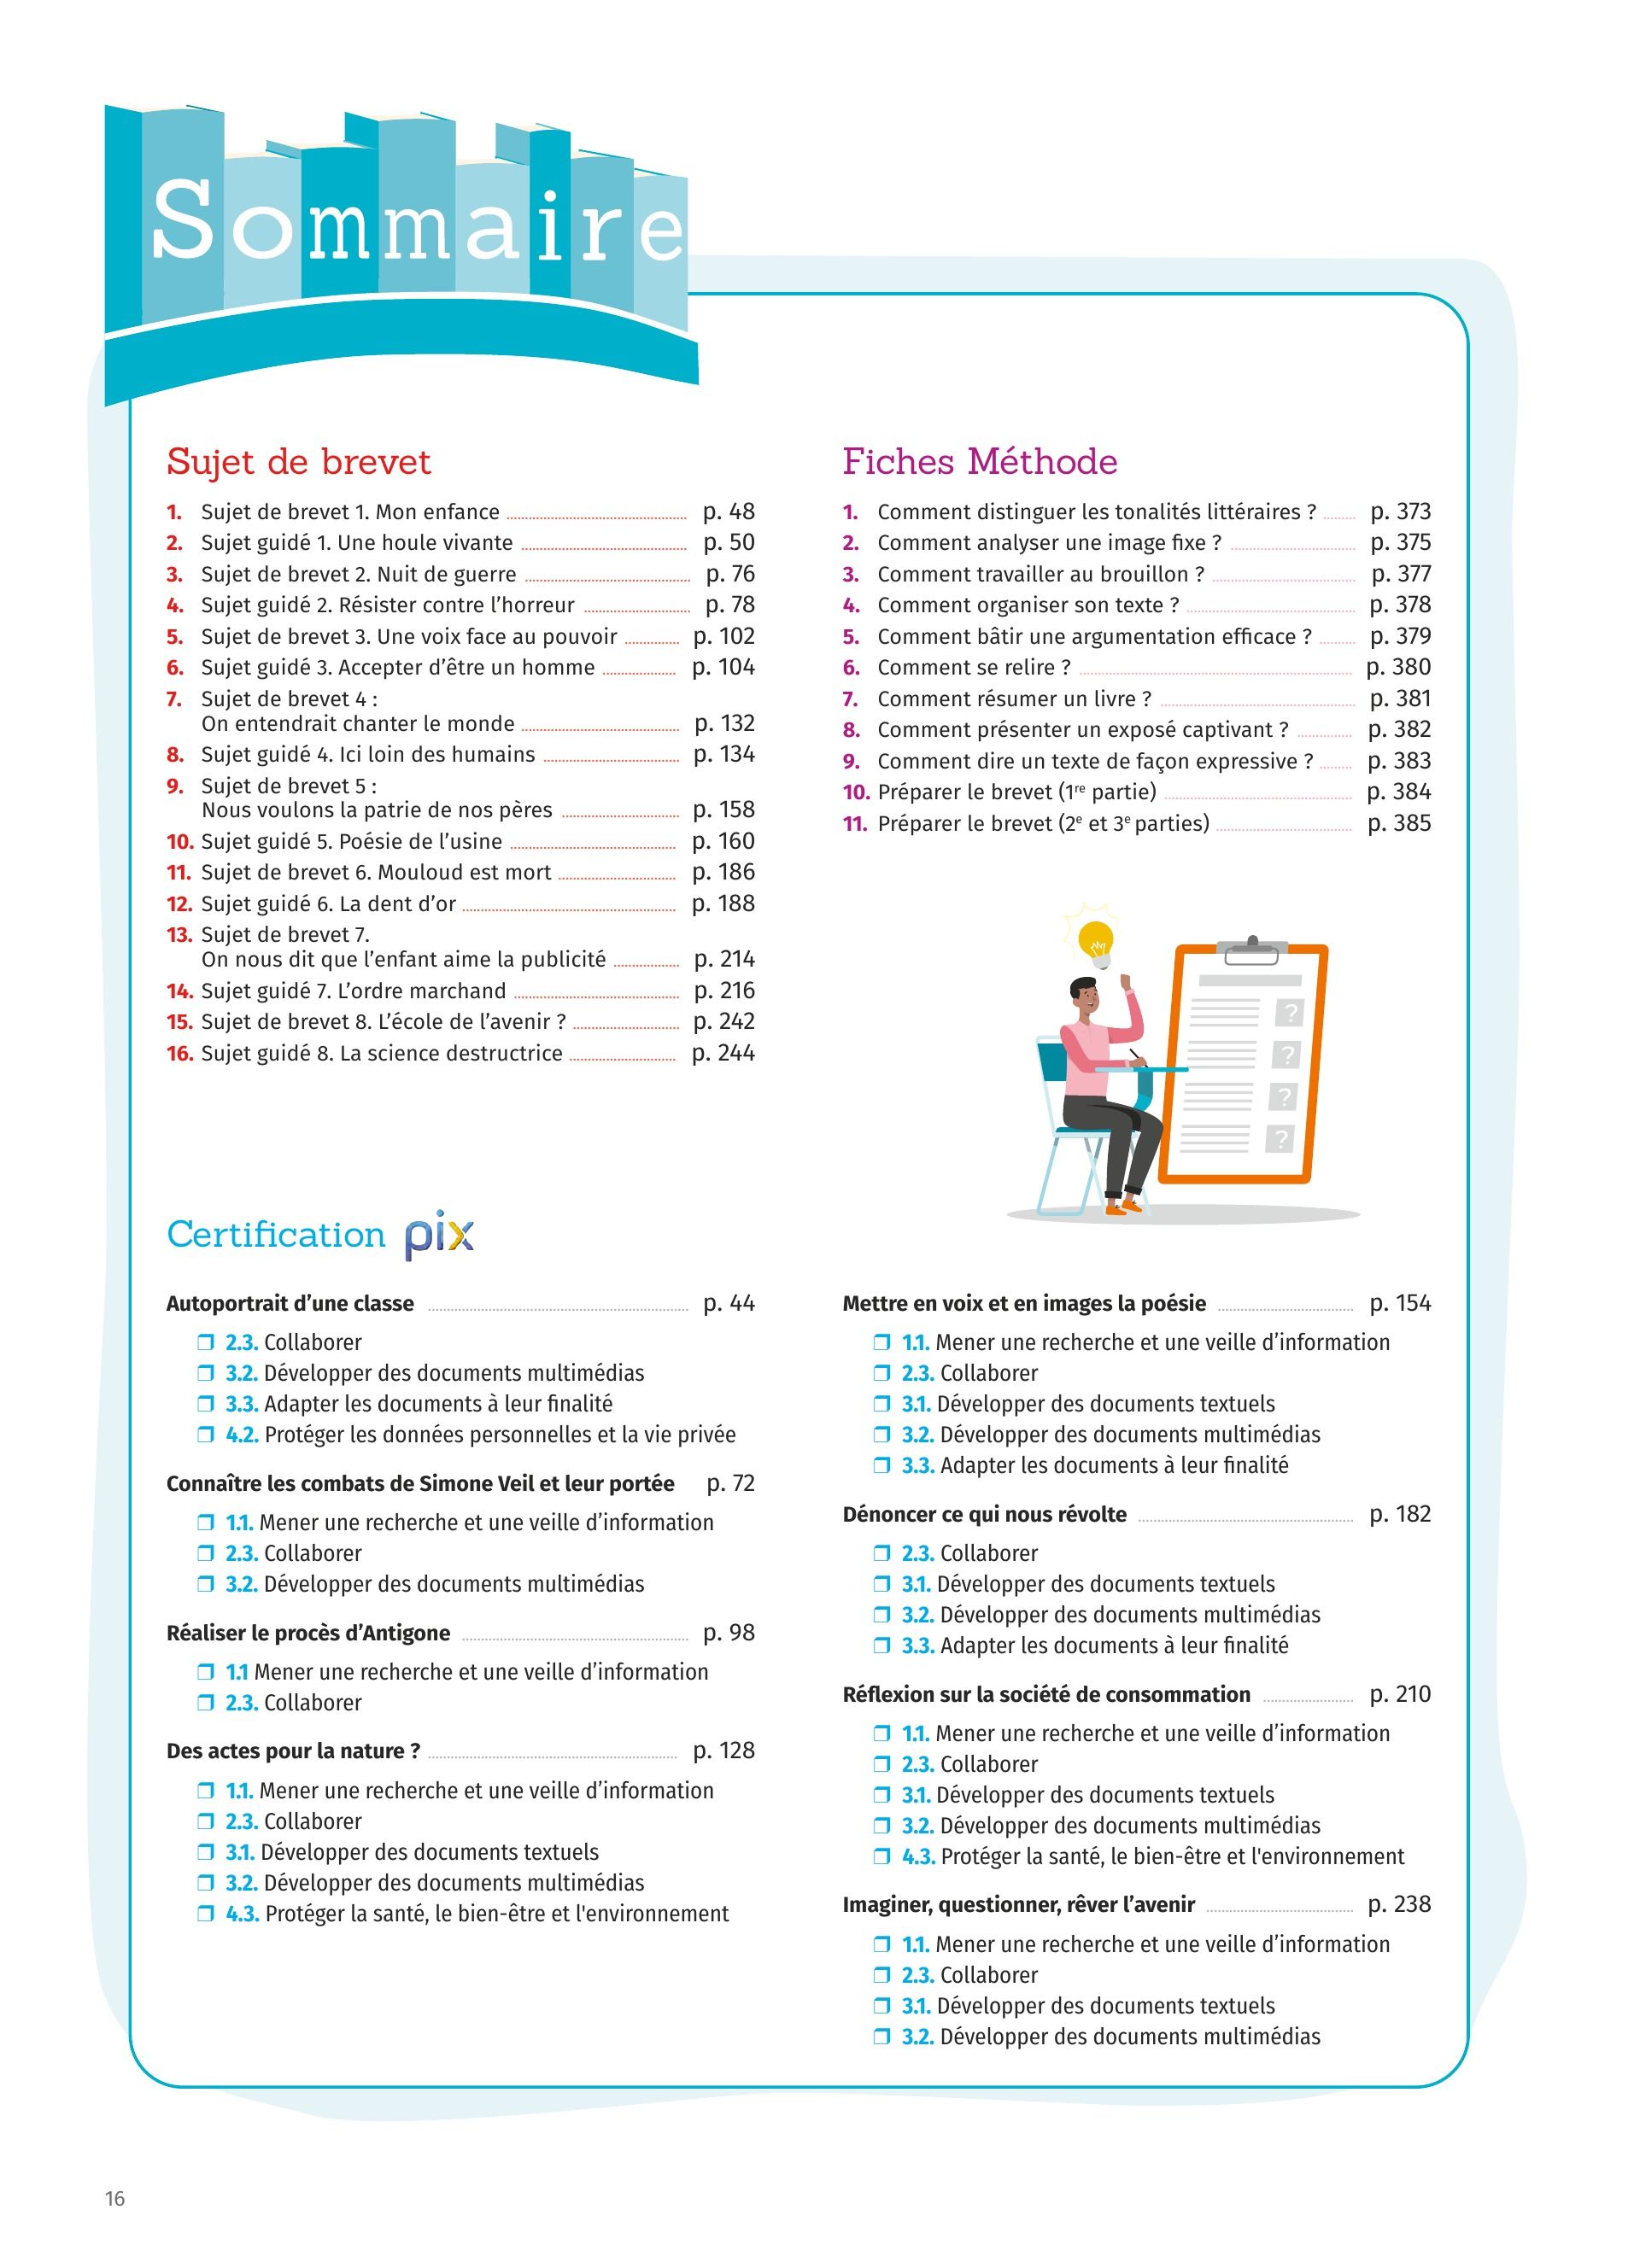 Sommaire
Sujet de brevet
1. Sujet de brevet 1. Mon enfance p. 48
2. Sujet guidé 1. Une houle vivante p. 50
3. Sujet de brevet 2. Nuit de guerre p. 76
4. Sujet guidé 2. Résister contre l’horreur p. 78
5. Sujet de brevet 3. Une voix face au pouvoir p. 102
6. Sujet guidé 3. Accepter d’être un homme p. 104
7. Sujet de brevet 4 :
On entendrait chanter le monde p. 132
8. Sujet guidé 4. Ici loin des humains p. 134
9. Sujet de brevet 5 :
Nous voulons la patrie de nos pères p. 158
10. Sujet guidé 5. Poésie de l’usine p. 160
11. Sujet de brevet 6. Mouloud est mort p. 186
12. Sujet guidé 6. La dent d’or p. 188
13. Sujet de brevet 7.
On nous dit que l’enfant aime la publicité p. 214
14. Sujet guidé 7. L’ordre marchand p. 216
15. Sujet de brevet 8. L’école de l’avenir ? p. 242
16. Sujet guidé 8. La science destructrice p. 244
Fiches Méthode
1. Comment distinguer les tonalités littéraires ? p. 373
2. Comment analyser une image fixe ? p. 375
3. Comment travailler au brouillon ? p. 377
4. Comment organiser son texte ? p. 378
5. Comment bâtir une argumentation efficace ? p. 379
6. Comment se relire ? p. 380
7. Comment résumer un livre ? p. 381
8. Comment présenter un exposé captivant ? p. 382
9. Comment dire un texte de façon expressive ? p. 383
10. Préparer le brevet (1re partie) p. 384
11. Préparer le brevet (2e et 3e parties) p. 385
?
?
?
?
Certification pix
Autoportrait d’une classe p. 44
2.3. Collaborer
3.2. Développer des documents multimédias
3.3. Adapter les documents à leur finalité
4.2. Protéger les données personnelles et la vie privée
Connaître les combats de Simone Veil et leur portée p. 72
1.1. Mener une recherche et une veille d’information
2.3. Collaborer
3.2. Développer des documents multimédias
Réaliser le procès d’Antigone p. 98
1.1 Mener une recherche et une veille d’information
2.3. Collaborer
Des actes pour la nature ? p. 128
1.1. Mener une recherche et une veille d’information
2.3. Collaborer
3.1. Développer des documents textuels
3.2. Développer des documents multimédias
4.3. Protéger la santé, le bien-être et l'environnement
Mettre en voix et en images la poésie p. 154
1.1. Mener une recherche et une veille d’information
2.3. Collaborer
3.1. Développer des documents textuels
3.2. Développer des documents multimédias
3.3. Adapter les documents à leur finalité
Dénoncer ce qui nous révolte p. 182
2.3. Collaborer
3.1. Développer des documents textuels
3.2. Développer des documents multimédias
3.3. Adapter les documents à leur finalité
Réflexion sur la société de consommation p. 210
1.1. Mener une recherche et une veille d’information
2.3. Collaborer
3.1. Développer des documents textuels
3.2. Développer des documents multimédias
4.3. Protéger la santé, le bien-être et l'environnement
Imaginer, questionner, rêver l’avenir p. 238
1.1. Mener une recherche et une veille d’information
2.3. Collaborer
3.1. Développer des documents textuels
3.2. Développer des documents multimédias
16